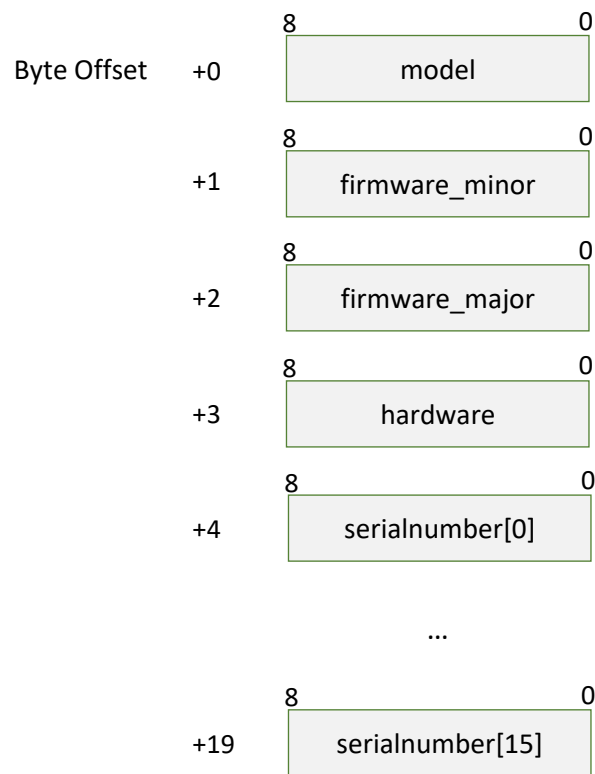 8 0
Byte Offset +0 model
8 0
+1 firmware_minor
8 0
+2 firmware_major
8 0
+3 hardware
8 0
+4 serialnumber[0]
...
8 0
+19 serialnumber[15]